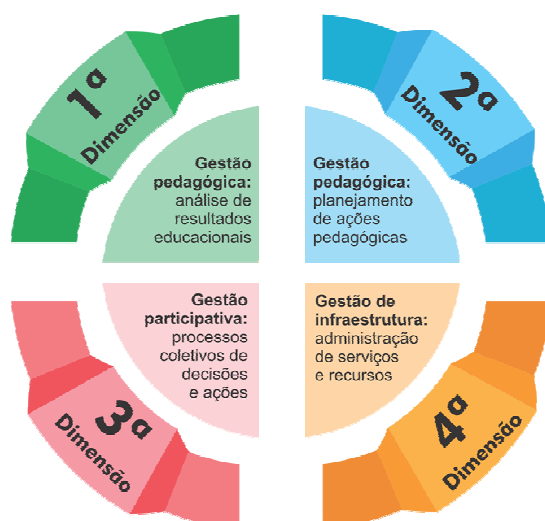 1ª
Dimensão
Gestão
pedagógica:
análise de
resultados
educacionais
2ª
Dimensão
Gestão
pedagógica:
planejamento
de ações
pedagógicas
Gestão
participativa:
processos
coletivos de
decisões
e ações
3ª
Dimensão
Gestão de
infraestrutura:
administração
de serviços
e recursos
4ª
Dimensão